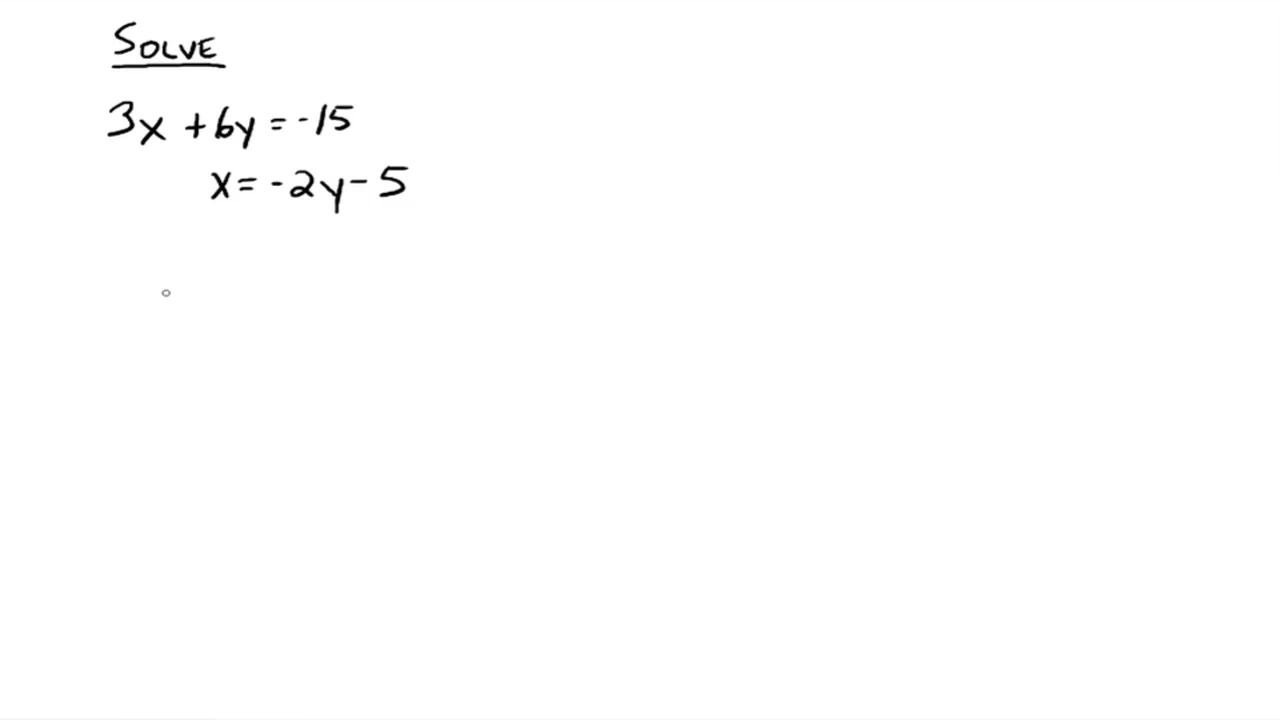 SOLVE
3x + 6y = -15
x = -2y - 5